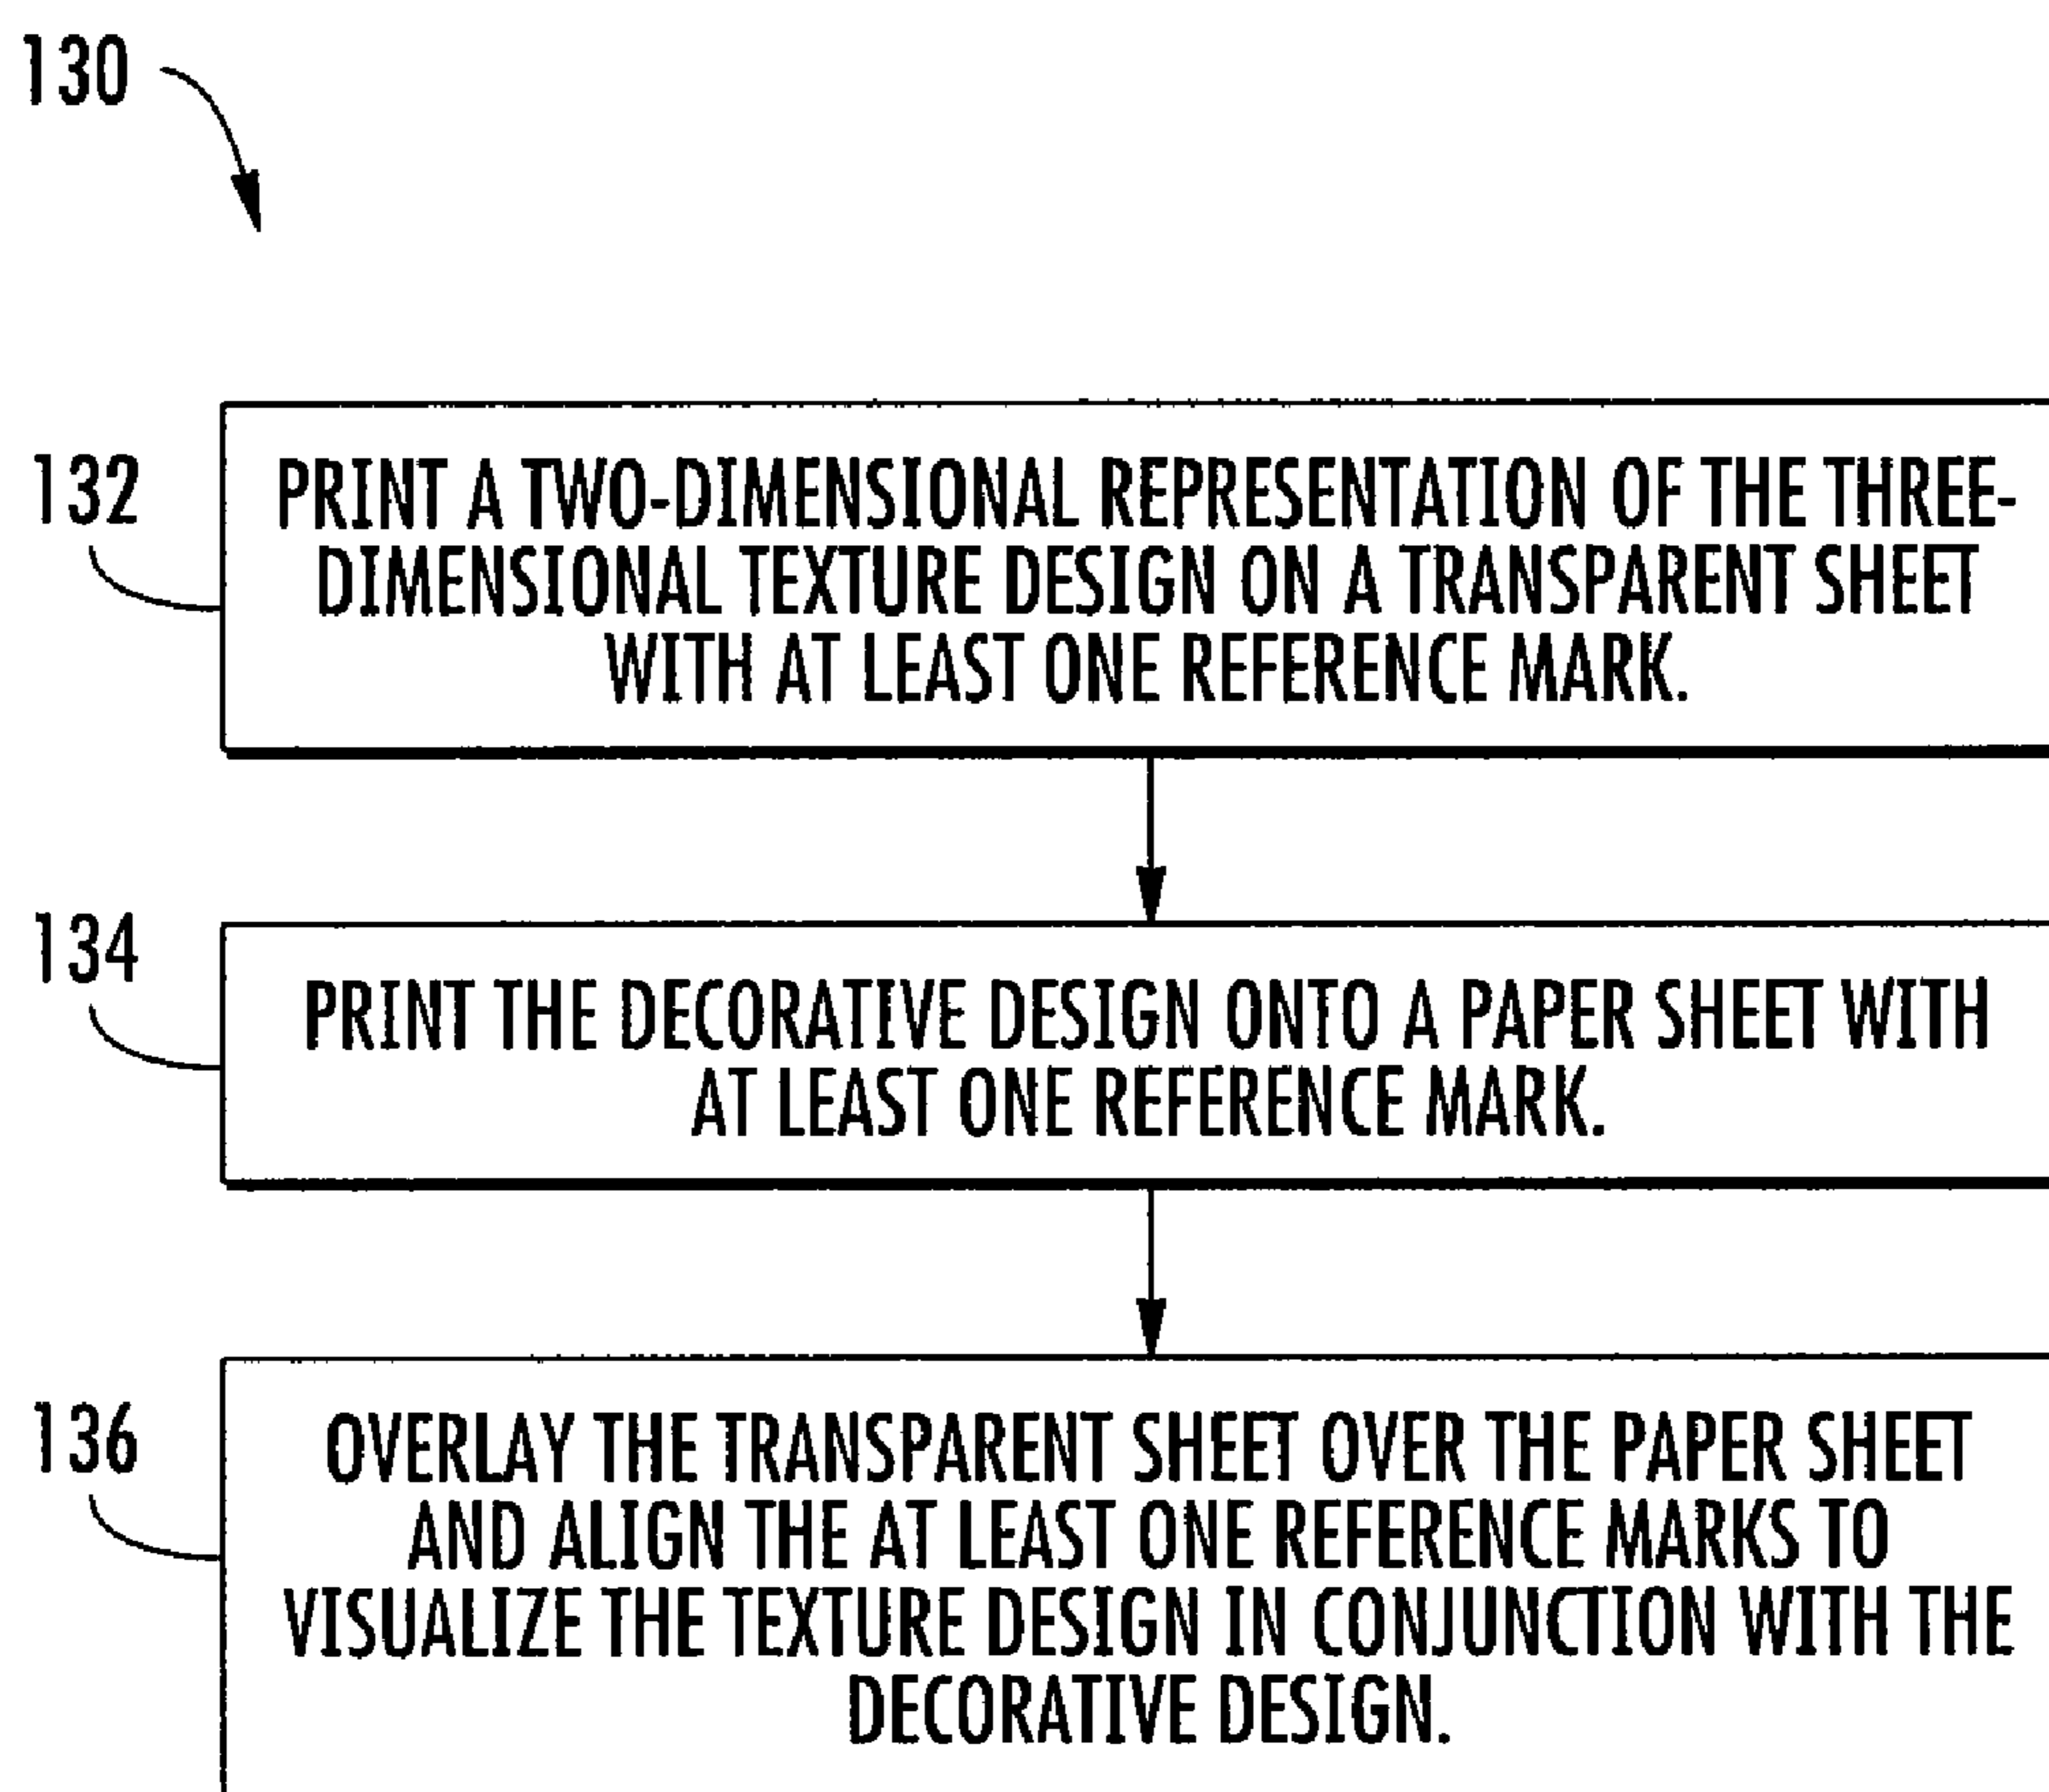 130
132
PRINT A TWO-DIMENSIONAL REPRESENTATION OF THE THREE-
DIMENSIONAL TEXTURE DESIGN ON A TRANSPARENT SHEET
WITH AT LEAST ONE REFERENCE MARK.
134
PRINT THE DECORATIVE DESIGN ONTO A PAPER SHEET WITH
AT LEAST ONE REFERENCE MARK.
136
OVERLAY THE TRANSPARENT SHEET OVER THE PAPER SHEET
AND ALIGN THE AT LEAST ONE REFERENCE MARKS TO
VISUALIZE THE TEXTURE DESIGN IN CONJUNCTION WITH THE
DECORATIVE DESIGN.